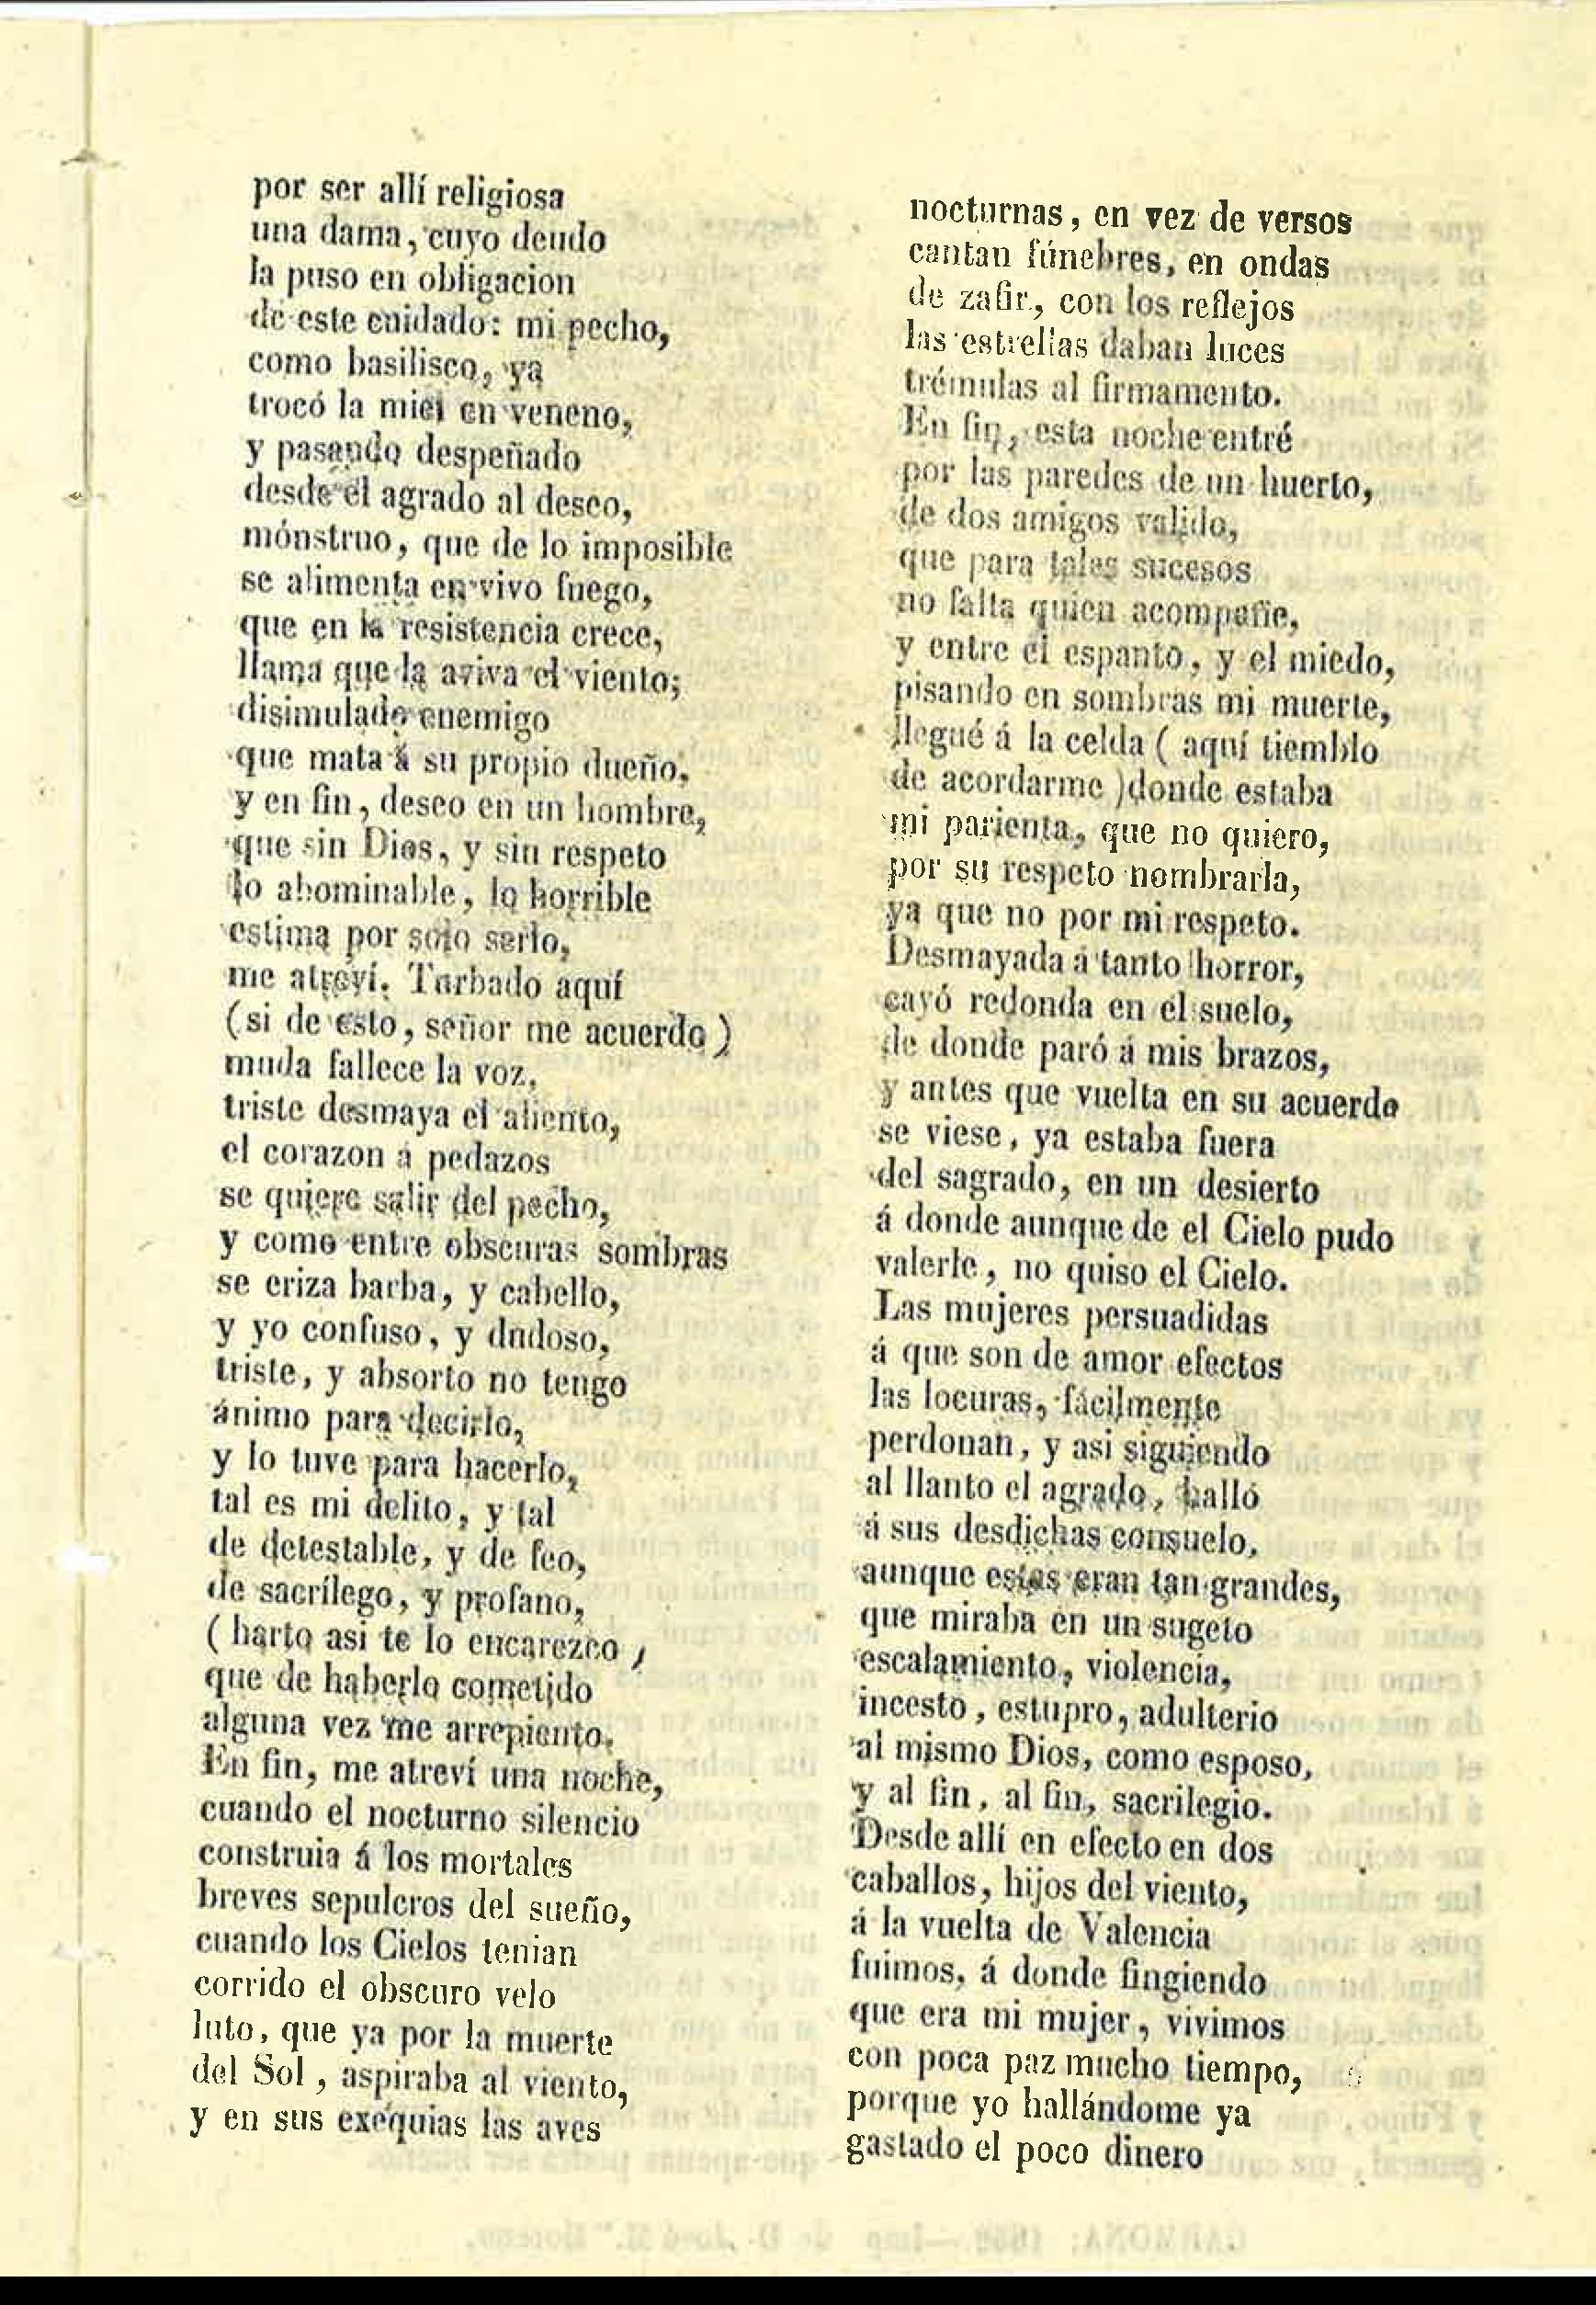 por ser allí religiosa
una dama, cuyo deudo
la puso en obligacion
de este cuidado: mi pecho,
como basilisco, ya
trocó la miel en veneno,
y pasando despeñado
desde el agrado al deseo,
mónstruo, que de lo imposible
se alimenta en vivo fuego,
que en la resistencia crece,
llama que la aviva el viento;
disimulado enemigo
que mata á su propio dueño,
y en fin, deseo en un hombre,
que sin Dios, y sin respeto
lo abominable, lo horrible
estima por solo serlo,
me atreví. Turbado aquí
(si de esto, señor me acuerdo)
muda fallece la voz,
triste desmaya el aliento,
el corazon á pedazos
se quiere salir del pecho,
y como entre obscuras sombras
se eriza barba, y cabello,
y yo confuso, y dudoso,
triste, y absorto no tengo
ánimo para decirlo,
y lo tuve para hacerlo,
tal es mi delito, y tal
de detestable, y de feo,
de sacrílego, y profano,
(harto asi te lo encarezco)
que de haberlo cometido
alguna vez me arrepiento.
En fin, me atreví una noche,
cuando el nocturno silencio
construia á los mortales
breves sepulcros del sueño,
cuando los Cielos tenian
corrido el obscuro velo
luto, que ya por la muerte
del Sol, aspiraba al viento,
y en sus exéquias las aves
nocturnas, en vez de versos
cantan fúnebres, en ondas
de zafir, con los reflejos
las estrellas daban luces
trémulas al firmamento.
En fin, esta noche entré
por las paredes de un huerto,
de dos amigos valido,
que para tales sucesos
no falta quien acompañe,
y entre el espanto, y el miedo,
pisando en sombras mi muerte,
llegué á la celda (aquí tiemblo
de acordarme) donde estaba
mi parienta, que no quiero,
por su respeto nombrarla,
ya que no por mi respeto.
Desmayada á tanto horror,
cayó redonda en el suelo,
de donde paró á mis brazos,
y antes que vuelta en su acuerdo
se viese, ya estaba fuera
del sagrado, en un desierto
á donde aunque de el Cielo pudo
valerle, no quiso el Cielo.
Las mujeres persuadidas
á que son de amor efectos
las locuras, fácilmente
perdonan, y asi siguiendo
al llanto el agrado, halló
á sus desdichas consuelo,
aunque estas eran tan grandes,
que miraba en un sugeto
escalamiento, violencia,
incesto, estupro, adulterio
al mismo Dios, como esposo,
y al fin, al fin, sacrilegio.
Desde allí en efecto en dos
caballos, hijos del viento,
á la vuelta de Valencia
fuimos, á donde fingiendo
que era mi mujer, vivimos
con poca paz mucho tiempo,
porque yo hallándome ya
gastado el poco dinero